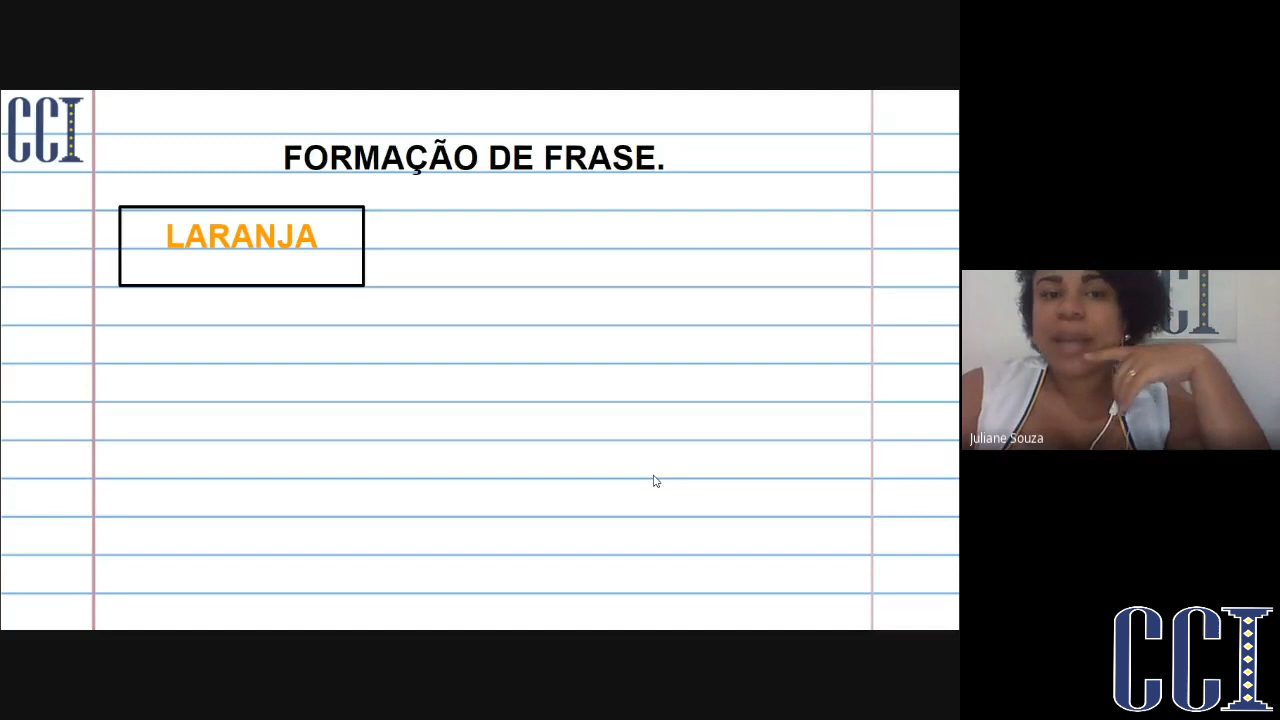 CCI
FORMAÇÃO DE FRASE.
LARANJA
CCI
Juliane Souza
CCI